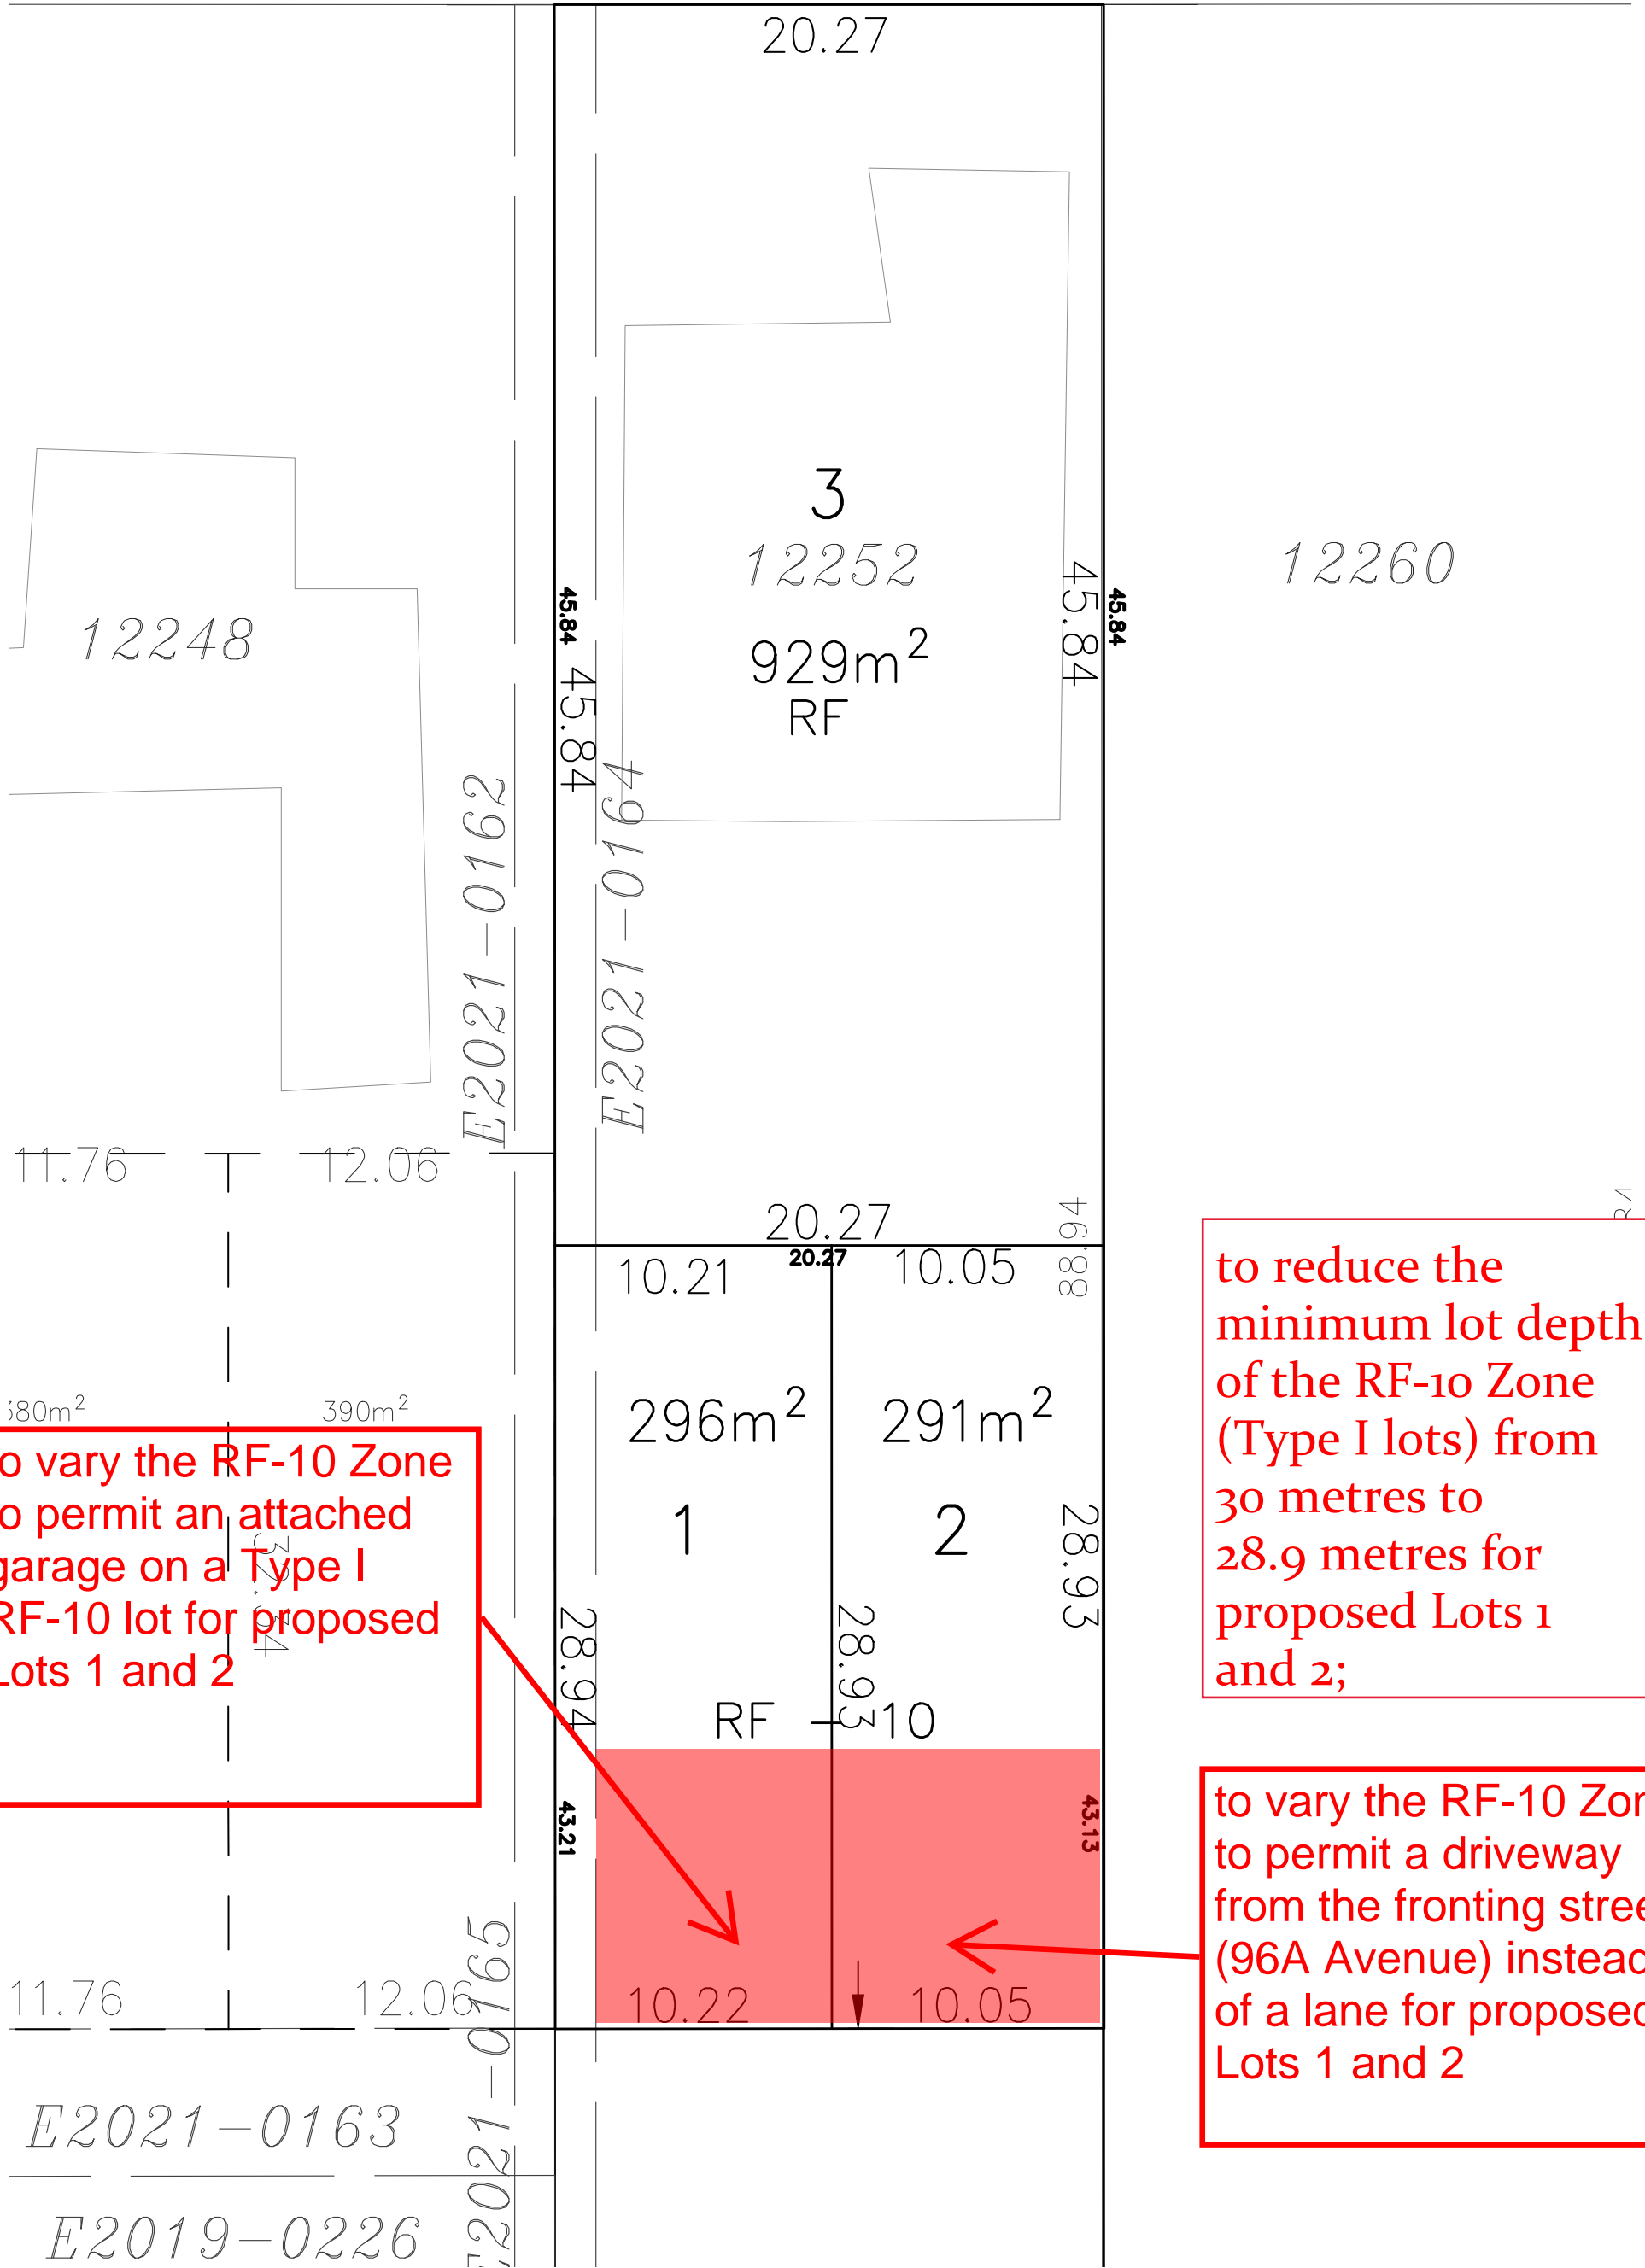 20.27
3
12252
929m²
RF
12248
12260
45.84
45.84
45.84
45.84
E2021-0162
E2021-0164
11.76
12.06
20.27
20.27
10.21
10.05
88.94
390m²
296m²
291m²
1
2
28.94
28.93
28.93
32.34
RF - 10
43.21
43.13
10.22
10.05
11.76
12.06
E2021-0165
E2021-0163
E2019-0226
o vary the RF-10 Zone
o permit an attached
garage on a Type I
RF-10 lot for proposed
Lots 1 and 2
to reduce the
minimum lot depth
of the RF-10 Zone
(Type I lots) from
30 metres to
28.9 metres for
proposed Lots 1
and 2;
to vary the RF-10 Zon
to permit a driveway
from the fronting stree
(96A Avenue) instead
of a lane for proposed
Lots 1 and 2